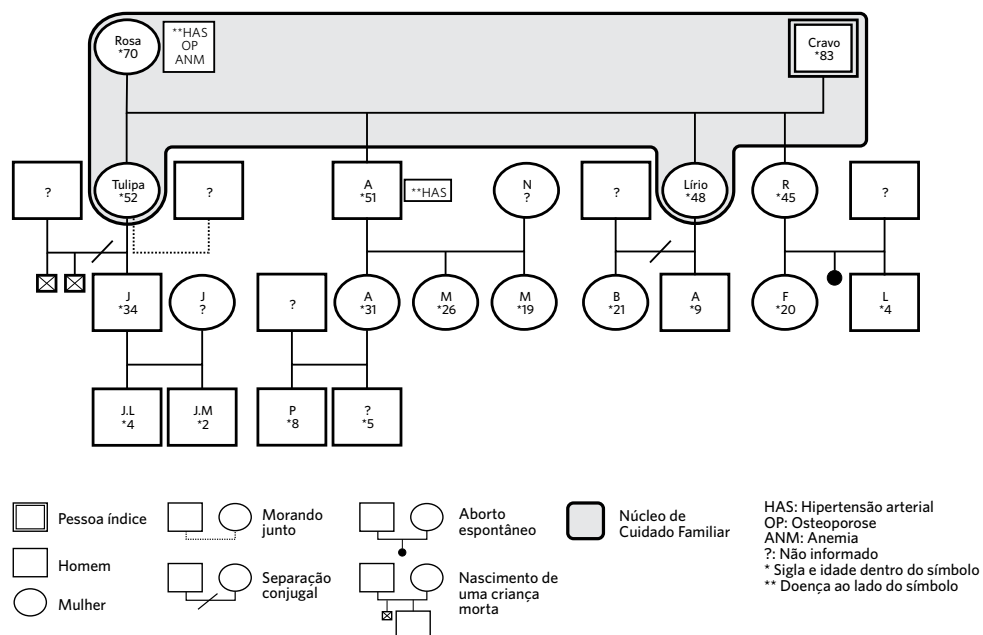 Rosa
*70
**HAS
OP
ANM
Cravo
*83
?
Tulipa
*52
?
A
*51
**HAS
N
?
?
Lírio
*48
R
*45
?
J
*34
J
?
?
A
*31
M
*26
M
*19
B
*21
A
*9
F
*20
L
*4
J.L
*4
J.M
*2
P
*8
?
*5
Pessoa índice
Homem
Mulher
Morando
junto
Separação
conjugal
Aborto
espontâneo
Nascimento de
uma criança
morta
Núcleo de
Cuidado Familiar
HAS: Hipertensão arterial
OP: Osteoporose
ANM: Anemia
?: Não informado
* Sigla e idade dentro do símbolo
** Doença ao lado do símbolo